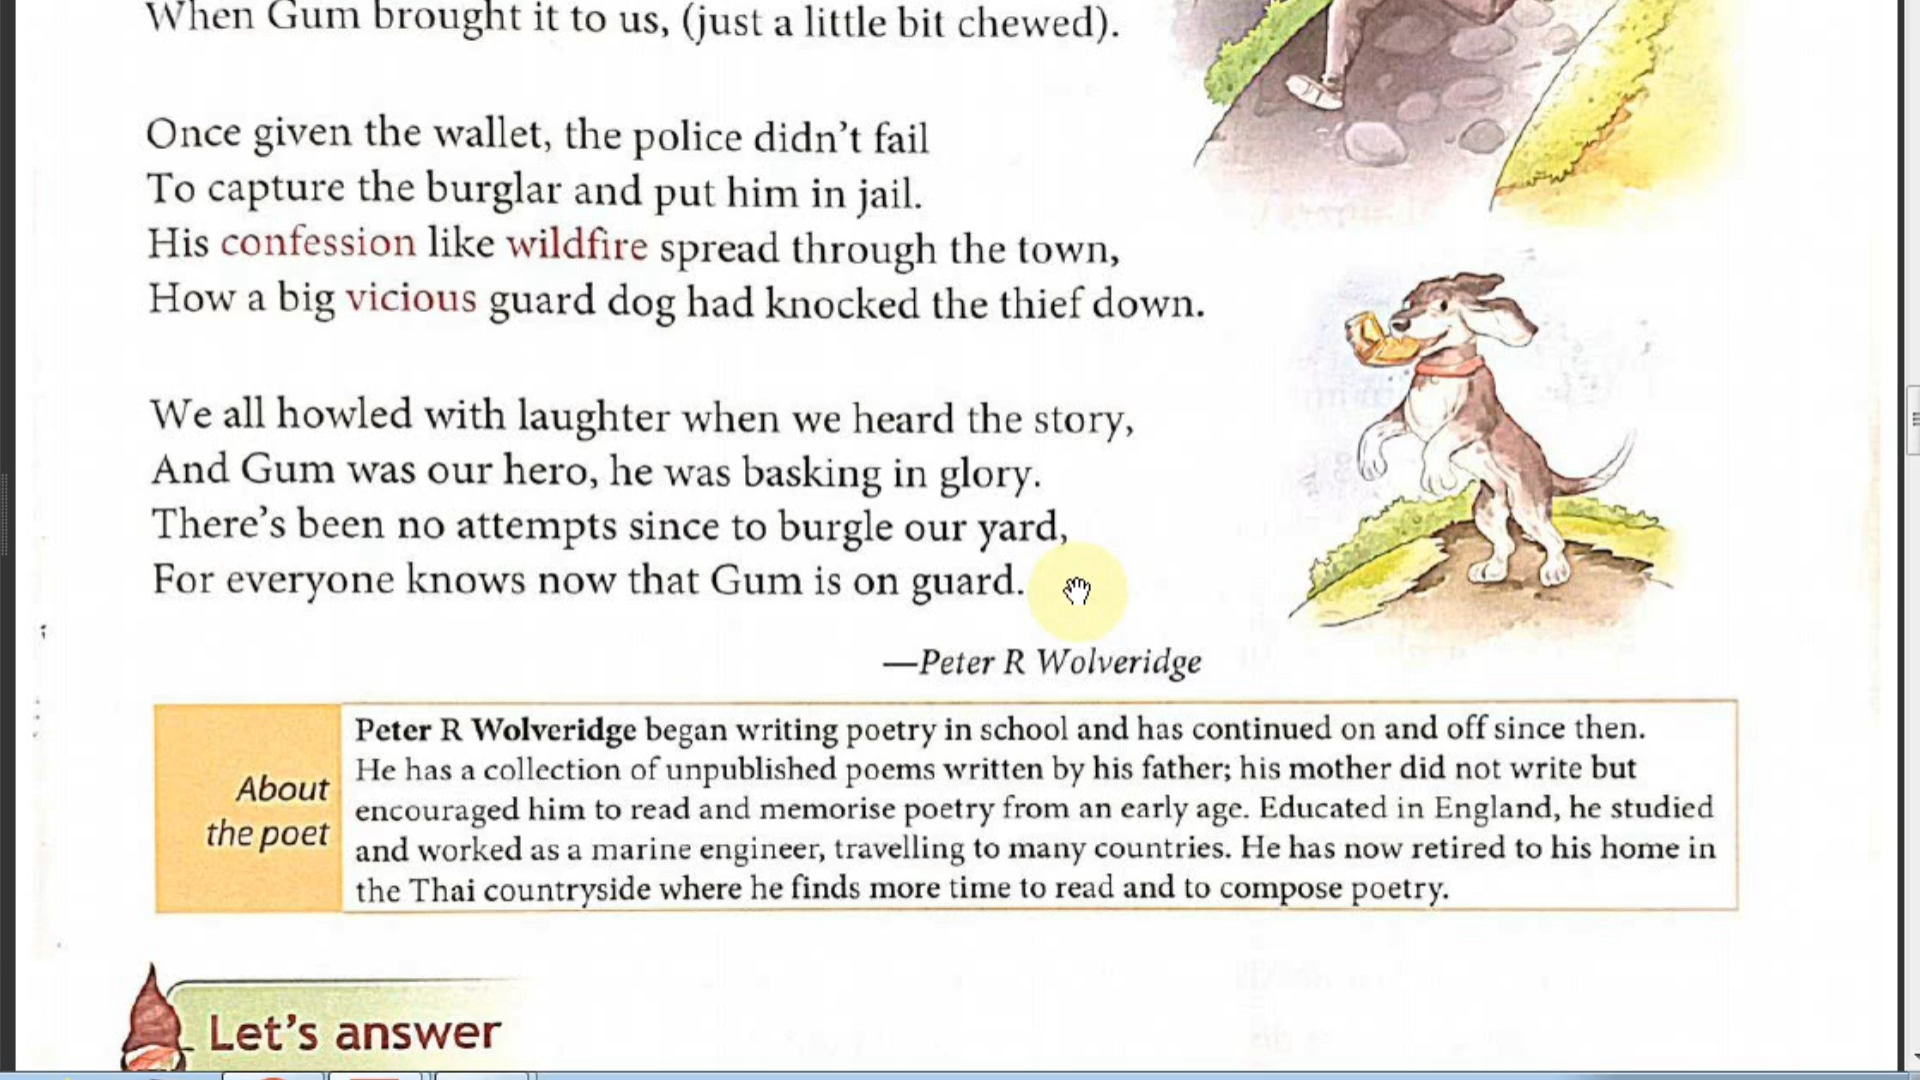 When Gum brought it to us, (just a little bit chewed).
Once given the wallet, the police didn't fail
To capture the burglar and put him in jail.
His confession like wildfire spread through the town,
How a big vicious guard dog had knocked the thief down.
We all howled with laughter when we heard the story,
And Gum was our hero, he was basking in glory.
There's been no attempts since to burgle our yard,
For everyone knows now that Gum is on guard.
—Peter R Wolveridge
About
the poet
Peter R Wolveridge began writing poetry in school and has continued on and off since then.
He has a collection of unpublished poems written by his father; his mother did not write but
encouraged him to read and memorise poetry from an early age. Educated in England, he studied
and worked as a marine engineer, travelling to many countries. He has now retired to his home in
the Thai countryside where he finds more time to read and to compose poetry.
Let's answer